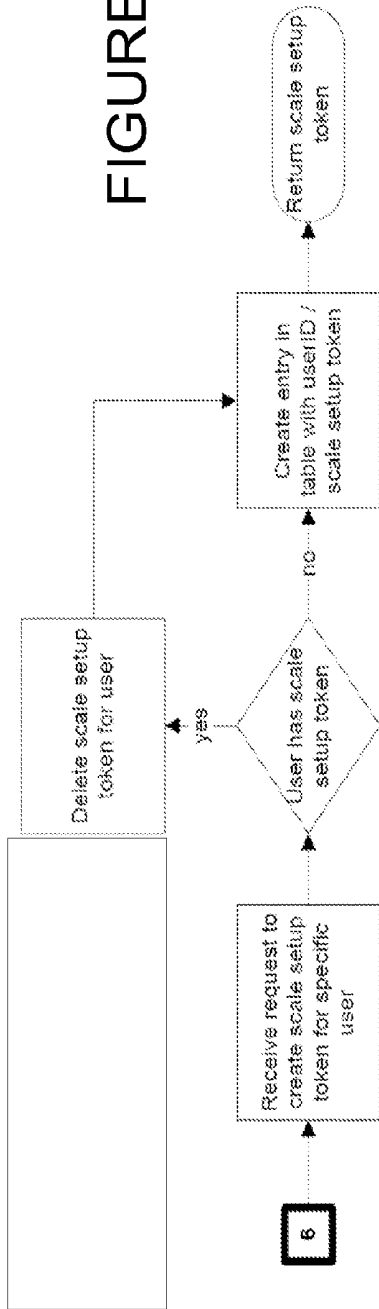 FIGURE
6
Receive request to
create scale setup
token for specific
user
User has scale
setup token
yes
Delete scale setup
token for user
no
Create entry in
table with userID /
scale setup token
Return scale setup
token